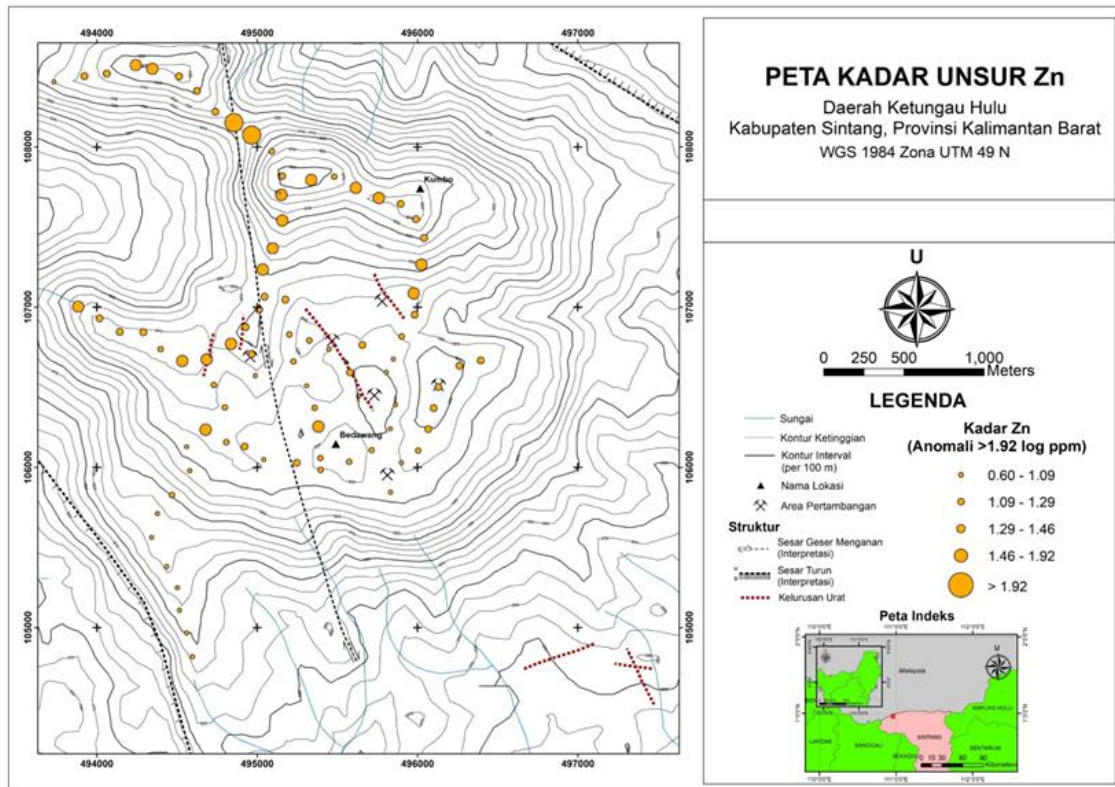 494000 495000 496000 497000
108000 108000
107000 107000
106000 106000
105000 105000
494000 495000 496000 497000
Kumbo
Bedawang
PETA KADAR UNSUR Zn
Daerah Ketungau Hulu
Kabupaten Sintang, Provinsi Kalimantan Barat
WGS 1984 Zona UTM 49 N
U
0 250 500 1,000
Meters
LEGENDA
Sungai
Kontur Ketinggian
Kontur Interval
(per 100 m)
Nama Lokasi
Area Pertambangan
Struktur
Sesar Geser Menganan
(Interpretasi)
Sesar Turun
(Interpretasi)
Kelurusan Urat
Kadar Zn
(Anomali >1.92 log ppm)
0.60 - 1.09
1.09 - 1.29
1.29 - 1.46
1.46 - 1.92
> 1.92
Peta Indeks
U
Malaysia
KAPUAS HULU
SINTANG
SANGGAU
0 15 30 60 90